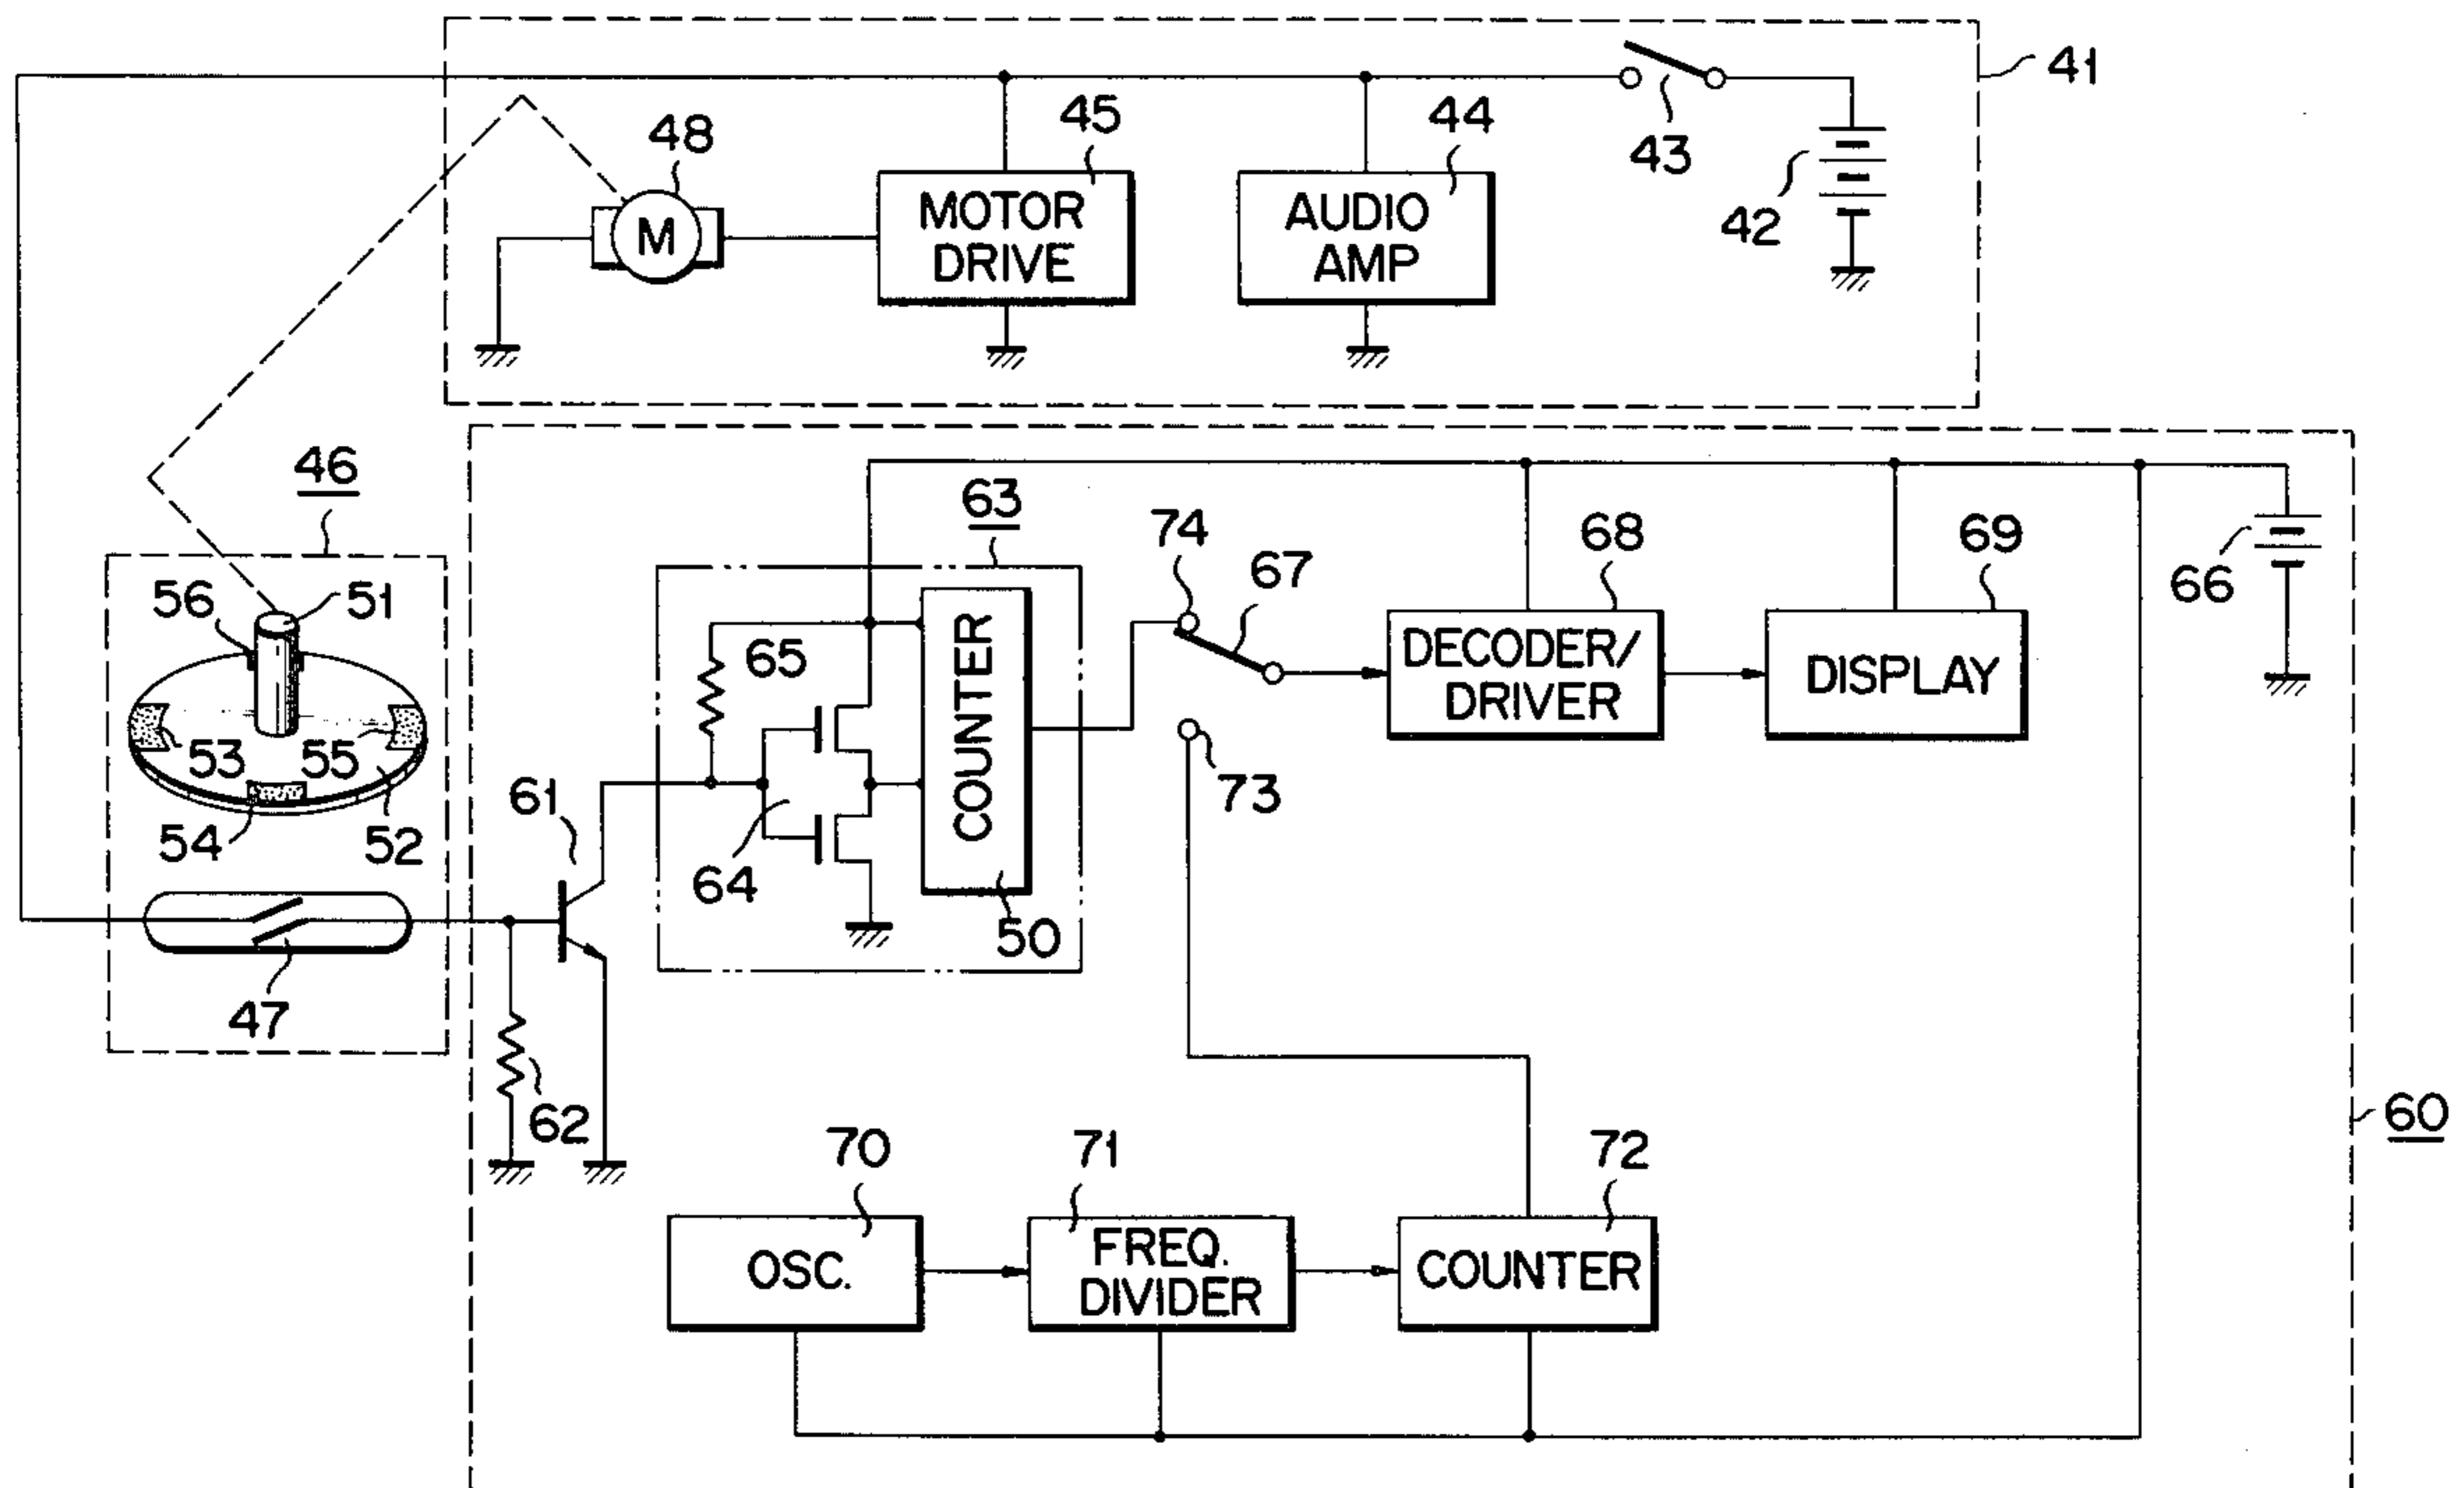 41
45
44
48
43
42
M
MOTOR
DRIVE
AUDIO
AMP
46
63
74
67
68
69
66
56
51
65
COUNTER
DECODER/
DRIVER
DISPLAY
53
55
73
61
54
52
64
50
47
62
60
70
71
72
OSC.
FREQ.
DIVIDER
COUNTER